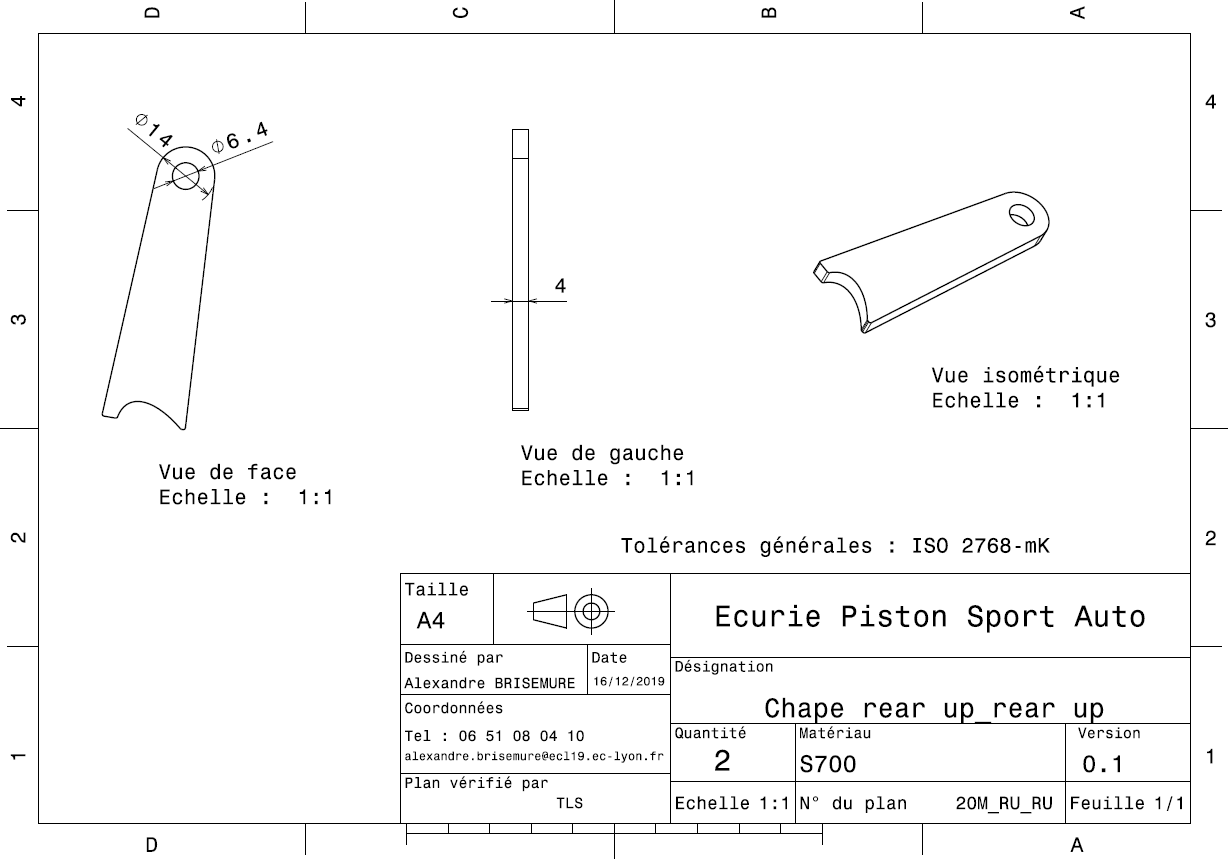 D C B A
4 4
⌀14
⌀6.4
4
3 3
Vue de face
Echelle : 1:1
Vue de gauche
Echelle : 1:1
Vue isométrique
Echelle : 1:1
2 2
Tolérances générales : ISO 2768-mK
Taille
A4
Ecurie Piston Sport Auto
Dessiné par
Alexandre BRISEMURE
Date
16/12/2019
Désignation
Chape rear up_rear up
Coordonnées
Tel : 06 51 08 04 10
alexandre.brisemure@ecl19.ec-lyon.fr
Quantité
2
Matériau
S700
Version
0.1
1 1
Plan vérifié par
TLS
Echelle 1:1
N° du plan 20M_RU_RU
Feuille 1/1
D A